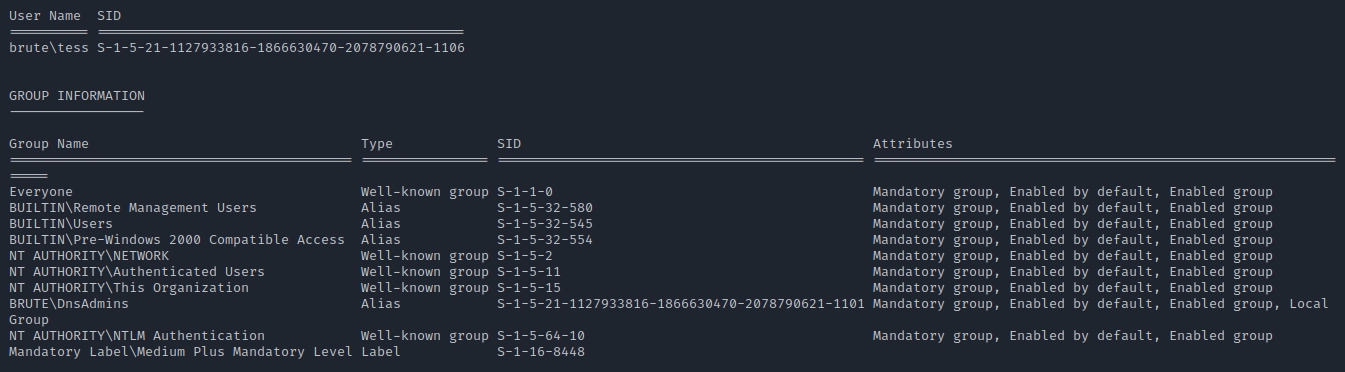 User Name  SID
========== ==============================================
brute\tess S-1-5-21-1127933816-1866630470-2078790621-1106
GROUP INFORMATION
-----------------
Group Name                                 Type             SID                                            Attributes
=========================================== ================ ============================================== ==========================================================
=====
Everyone                                   Well-known group S-1-1-0                                        Mandatory group, Enabled by default, Enabled group
BUILTIN\Remote Management Users            Alias            S-1-5-32-580                                   Mandatory group, Enabled by default, Enabled group
BUILTIN\Users                              Alias            S-1-5-32-545                                   Mandatory group, Enabled by default, Enabled group
BUILTIN\Pre-Windows 2000 Compatible Access Alias            S-1-5-32-554                                   Mandatory group, Enabled by default, Enabled group
NT AUTHORITY\NETWORK                       Well-known group S-1-5-2                                        Mandatory group, Enabled by default, Enabled group
NT AUTHORITY\Authenticated Users           Well-known group S-1-5-11                                       Mandatory group, Enabled by default, Enabled group
NT AUTHORITY\This Organization             Well-known group S-1-5-15                                       Mandatory group, Enabled by default, Enabled group
BRUTE\DnsAdmins                            Alias            S-1-5-21-1127933816-1866630470-2078790621-1101 Mandatory group, Enabled by default, Enabled group, Local
Group
NT AUTHORITY\NTLM Authentication           Well-known group S-1-5-64-10                                    Mandatory group, Enabled by default, Enabled group
Mandatory Label\Medium Plus Mandatory Level Label            S-1-16-8448